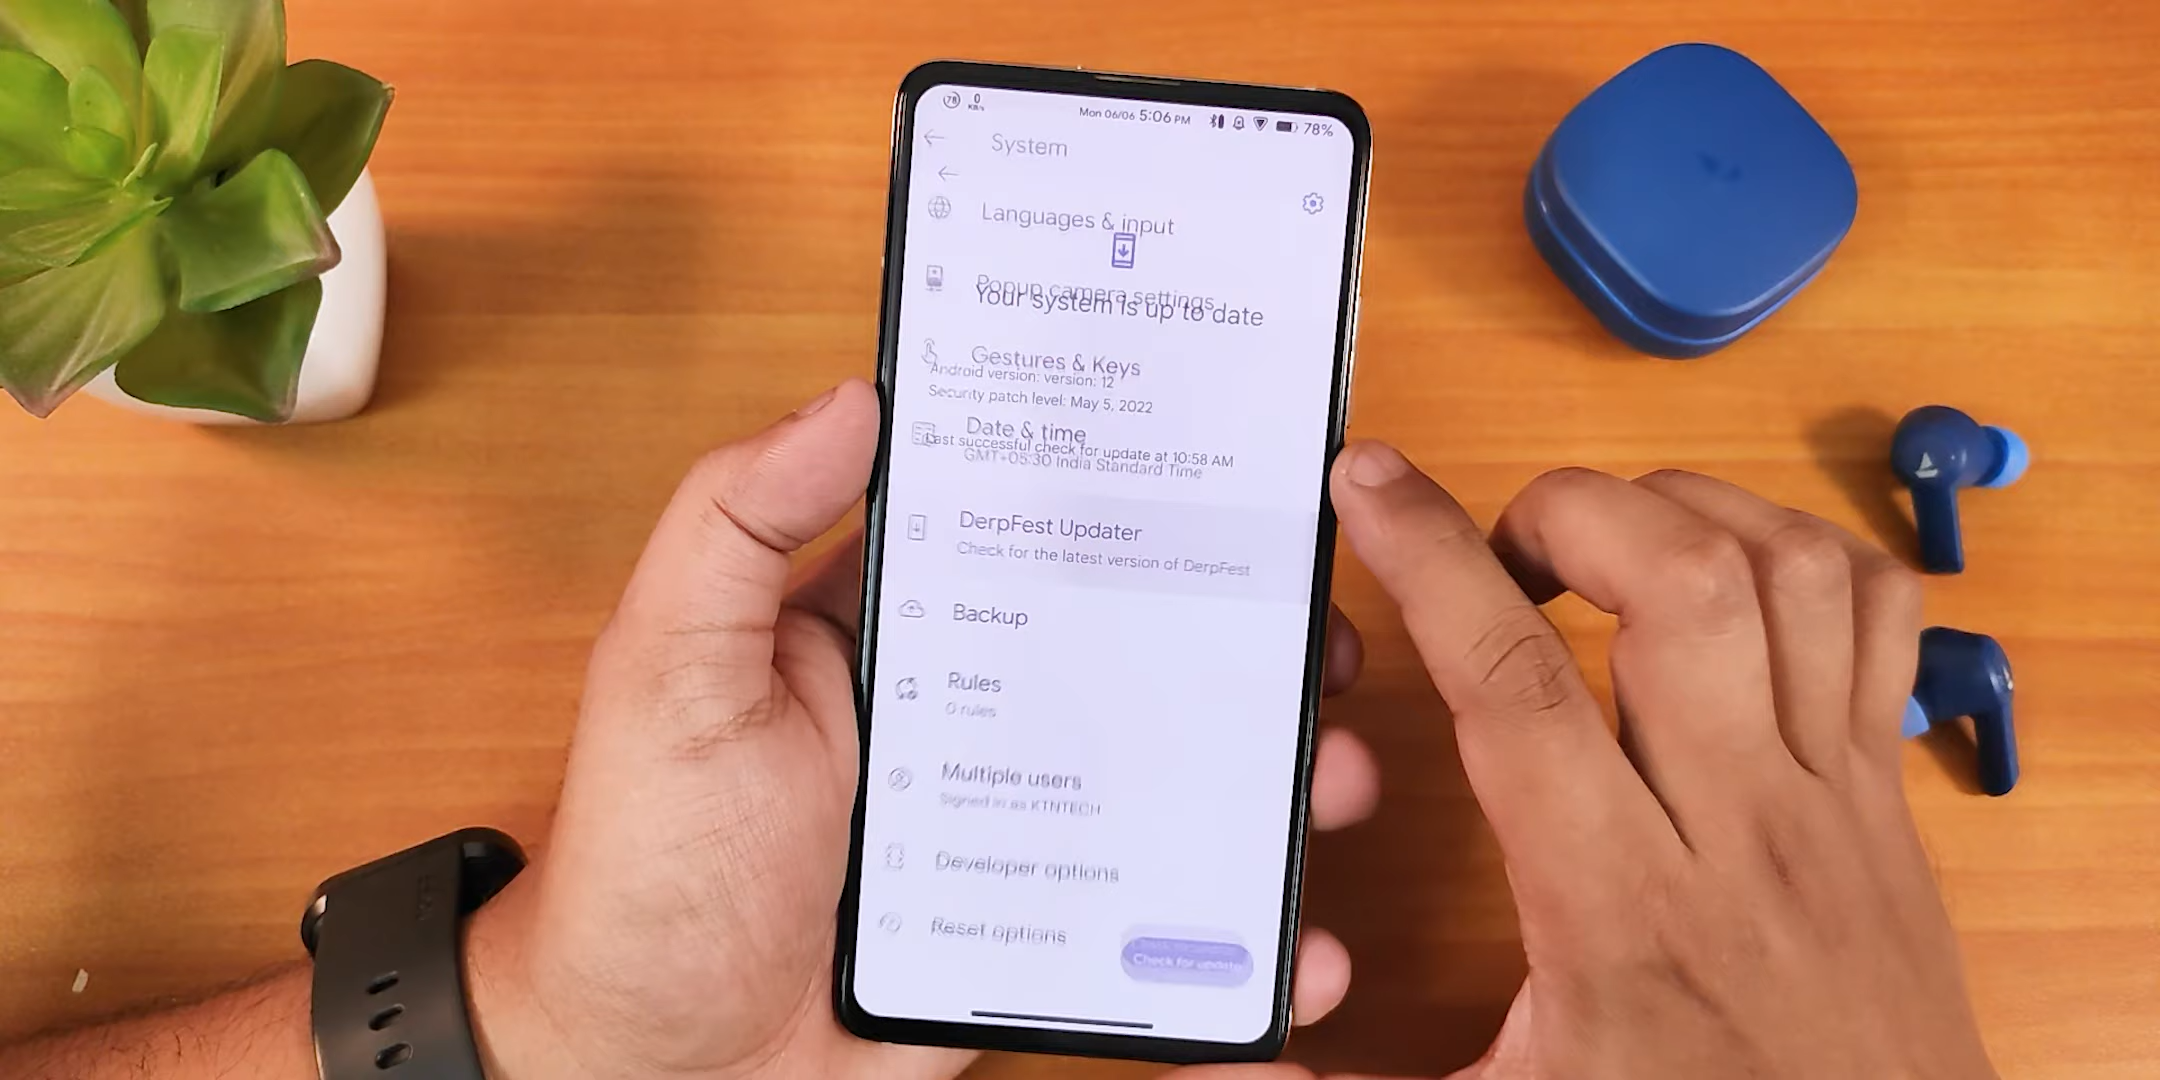 78
0
KB/s
Mon 06/06 5:06 PM
78%
System
Languages & input
Popup camera settings
Your system is up to date
Gestures & Keys
Android version: version: 12
Security patch level: May 5, 2022
Date & time
Last successful check for update at 10:58 AM
GMT+05:30 India Standard Time
DerpFest Updater
Check for the latest version of DerpFest
Backup
Rules
0 rules
Multiple users
Signed in as KTNTECH
Developer options
Reset options
Check for update